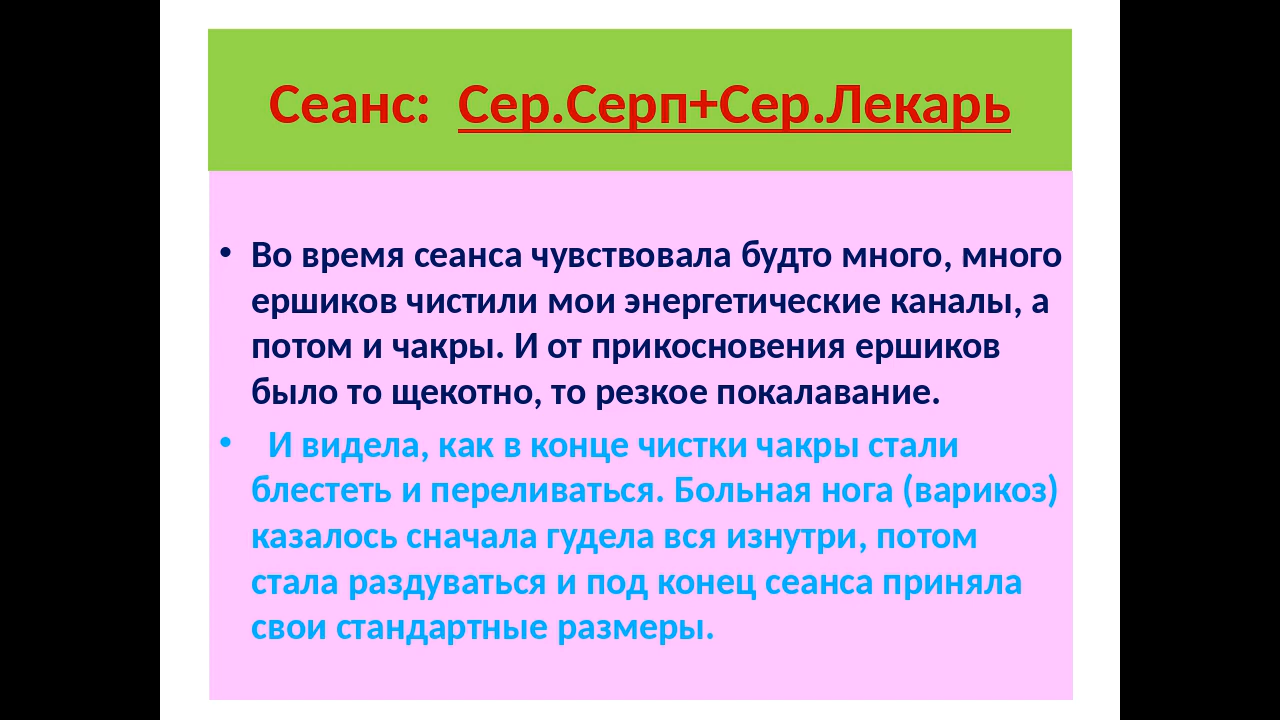 Сеанс: Сер.Серп+Сер.Лекарь
• Во время сеанса чувствовала будто много, много
ершиков чистили мои энергетические каналы, а
потом и чакры. И от прикосновения ершиков
было то щекотно, то резкое покалавание.
• И видела, как в конце чистки чакры стали
блестеть и переливаться. Больная нога (варикоз)
казалось сначала гудела вся изнутри, потом
стала раздуваться и под конец сеанса приняла
свои стандартные размеры.